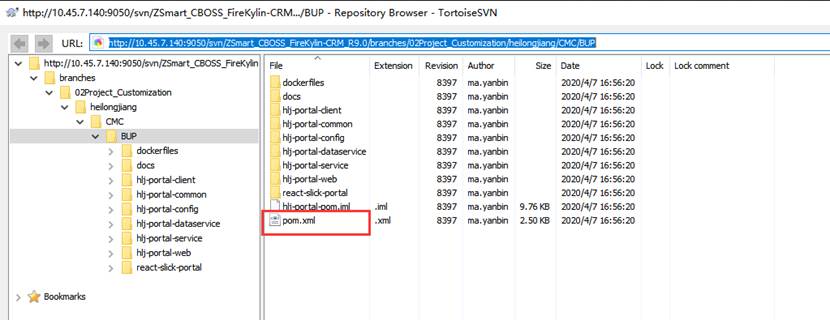 http://10.45.7.140:9050/svn/ZSmart_CBOSS_FireKylin-CRM.../BUP - Repository Browser - TortoiseSVN
URL: http://10.45.7.140:9050/svn/ZSmart_CBOSS_FireKylin-CRM_R9.0/branches/02Project_Customization/heilongjiang/CMC/BUP
http://10.45.7.140:9050/svn/ZSmart_CBOSS_FireKylin
branches
02Project_Customization
heilongjiang
CMC
BUP
dockerfiles
docs
hlj-portal-client
hlj-portal-common
hlj-portal-config
hlj-portal-dataservice
hlj-portal-service
hlj-portal-web
react-slick-portal
Bookmarks
File Extension Revision Author Size Date Lock Lock comment
dockerfiles 8397 ma.yanbin 2020/4/7 16:56:20
docs 8397 ma.yanbin 2020/4/7 16:56:20
hlj-portal-client 8397 ma.yanbin 2020/4/7 16:56:20
hlj-portal-common 8397 ma.yanbin 2020/4/7 16:56:20
hlj-portal-config 8397 ma.yanbin 2020/4/7 16:56:20
hlj-portal-dataservice 8397 ma.yanbin 2020/4/7 16:56:20
hlj-portal-service 8397 ma.yanbin 2020/4/7 16:56:20
hlj-portal-web 8397 ma.yanbin 2020/4/7 16:56:20
react-slick-portal 8397 ma.yanbin 2020/4/7 16:56:20
hlj-portal-pom.iml .iml 8397 ma.yanbin 9.76 KB 2020/4/7 16:56:20
pom.xml .xml 8397 ma.yanbin 2.50 KB 2020/4/7 16:56:20